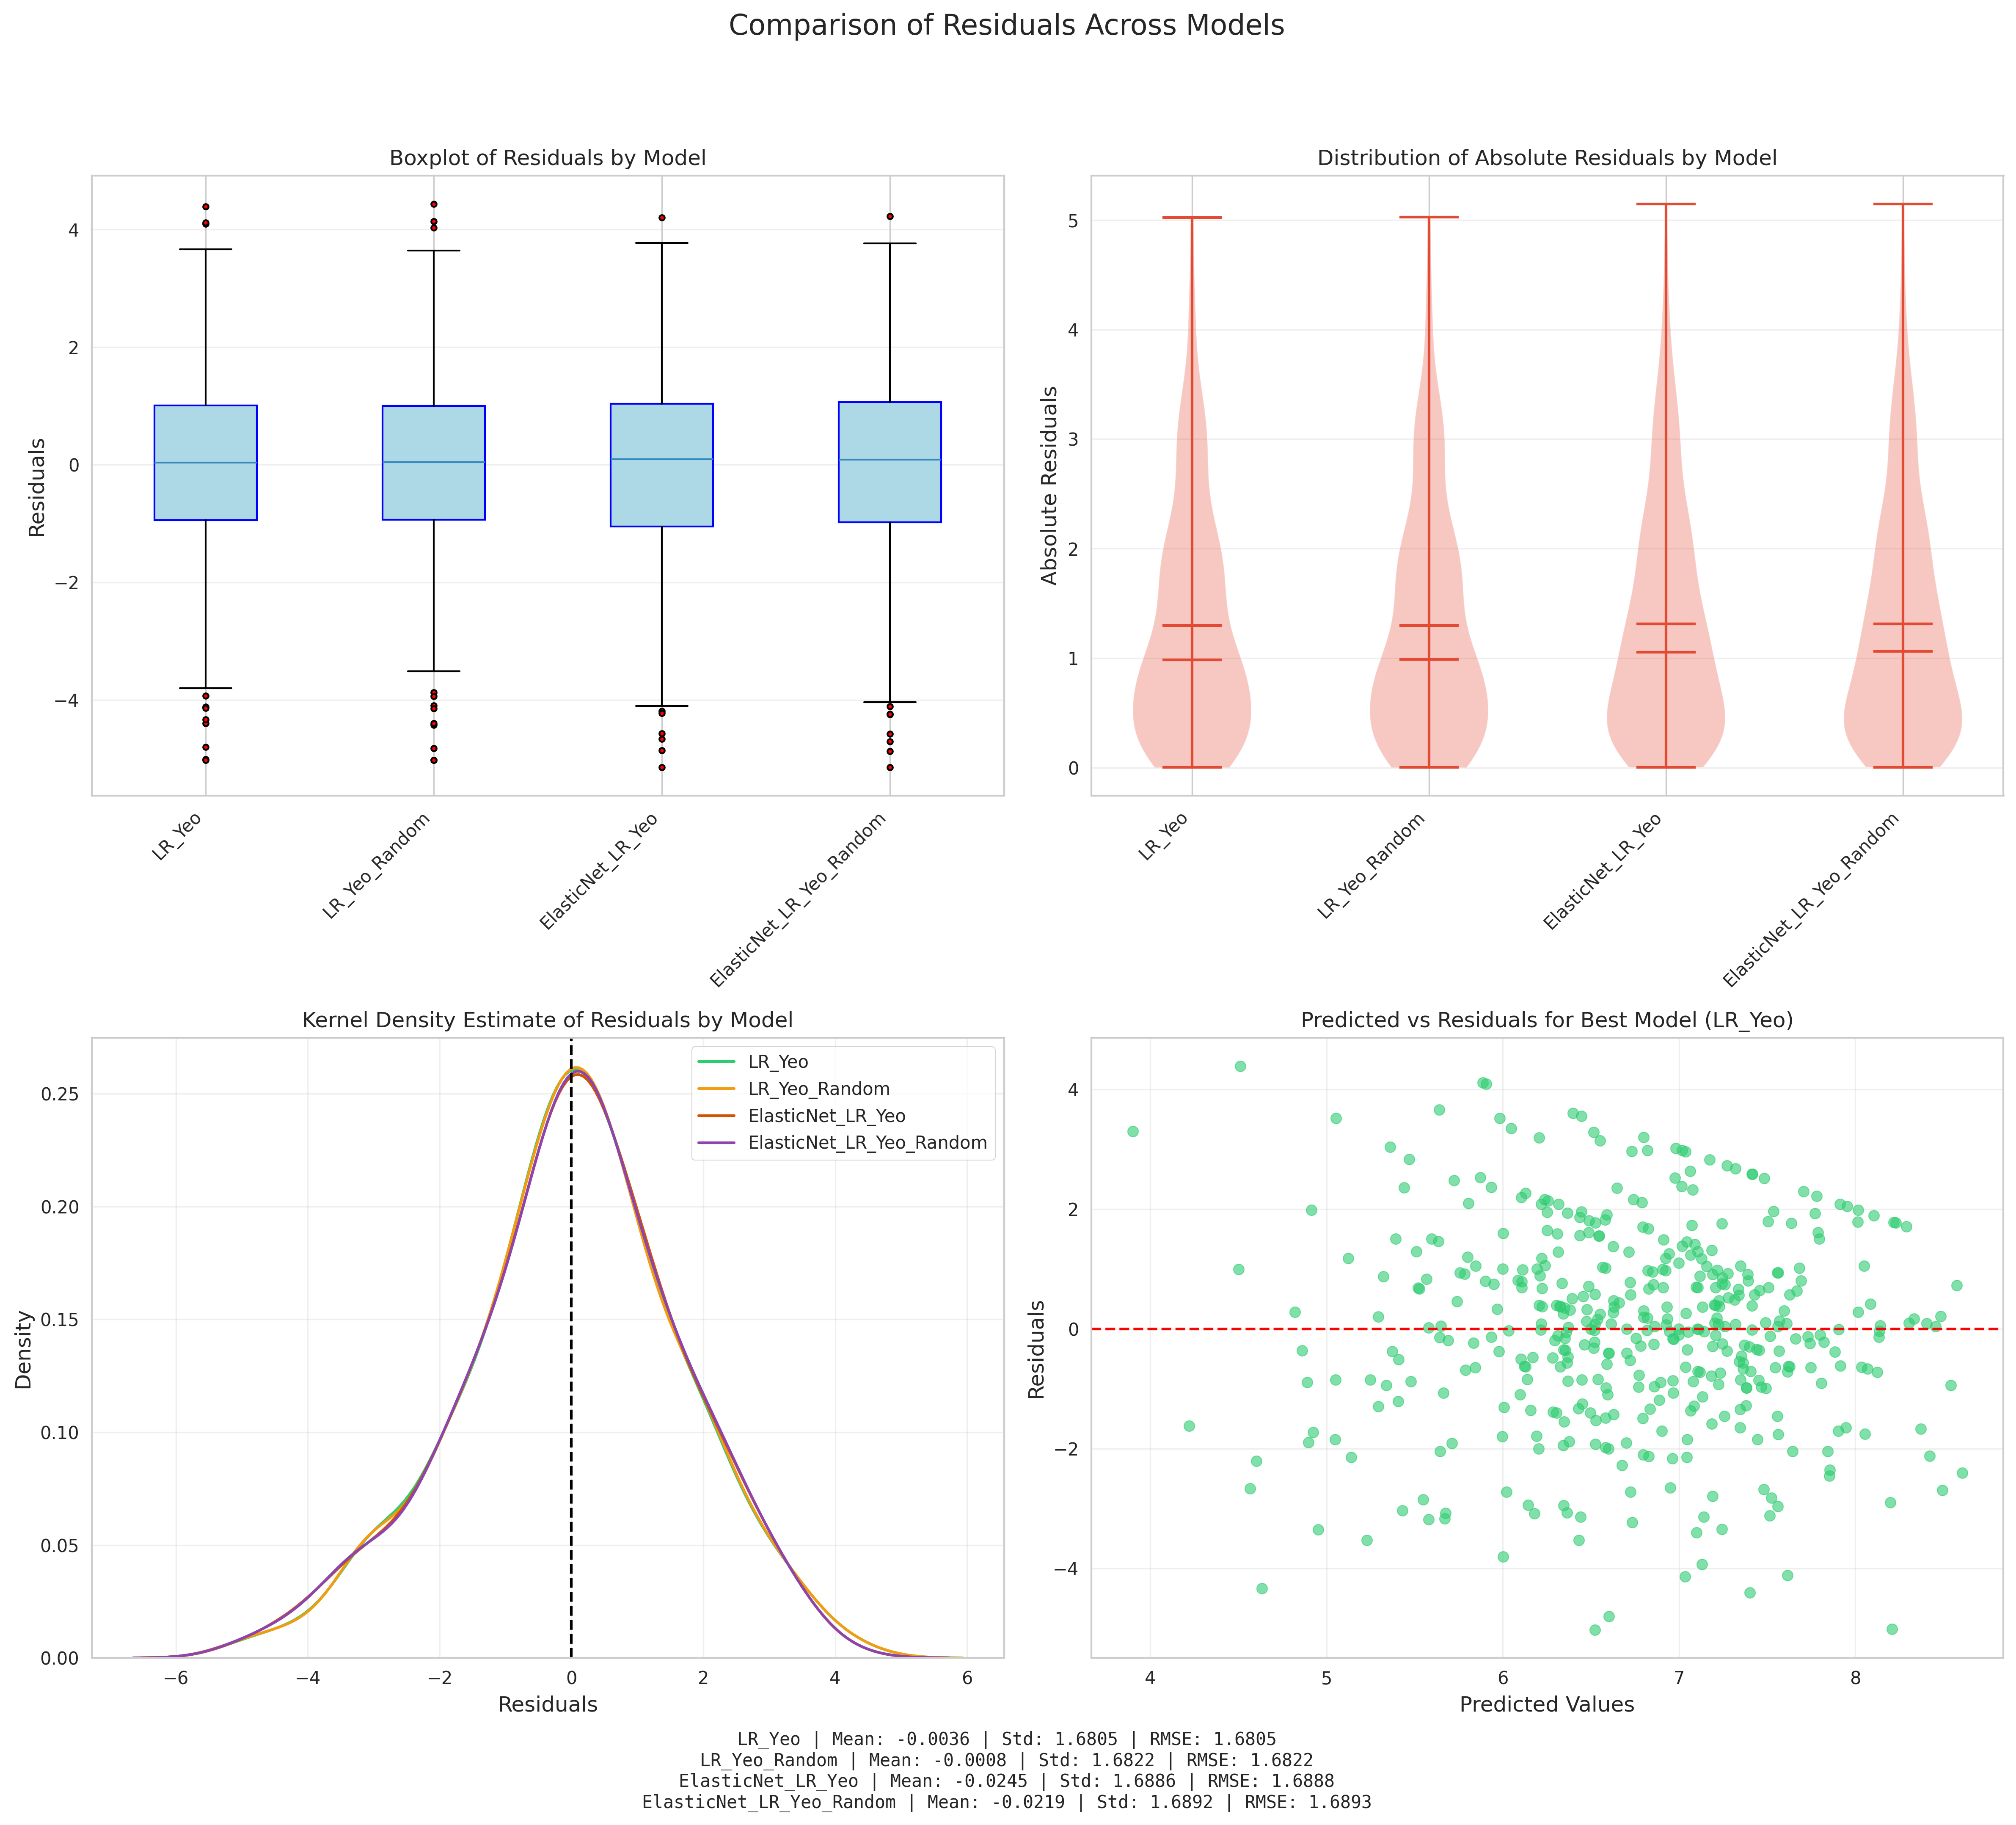 Comparison of Residuals Across Models
Boxplot of Residuals by Model
Residuals
4
2
0
−2
−4
LR_Yeo
LR_Yeo_Random
ElasticNet_LR_Yeo
ElasticNet_LR_Yeo_Random
Distribution of Absolute Residuals by Model
Absolute Residuals
5
4
3
2
1
0
LR_Yeo
LR_Yeo_Random
ElasticNet_LR_Yeo
ElasticNet_LR_Yeo_Random
Kernel Density Estimate of Residuals by Model
Density
0.25
0.20
0.15
0.10
0.05
0.00
LR_Yeo
LR_Yeo_Random
ElasticNet_LR_Yeo
ElasticNet_LR_Yeo_Random
−6 −4 −2 0 2 4 6
Residuals
Predicted vs Residuals for Best Model (LR_Yeo)
Residuals
4
2
0
−2
−4
4 5 6 7 8
Predicted Values
LR_Yeo | Mean: -0.0036 | Std: 1.6805 | RMSE: 1.6805
LR_Yeo_Random | Mean: -0.0008 | Std: 1.6822 | RMSE: 1.6822
ElasticNet_LR_Yeo | Mean: -0.0245 | Std: 1.6886 | RMSE: 1.6888
ElasticNet_LR_Yeo_Random | Mean: -0.0219 | Std: 1.6892 | RMSE: 1.6893